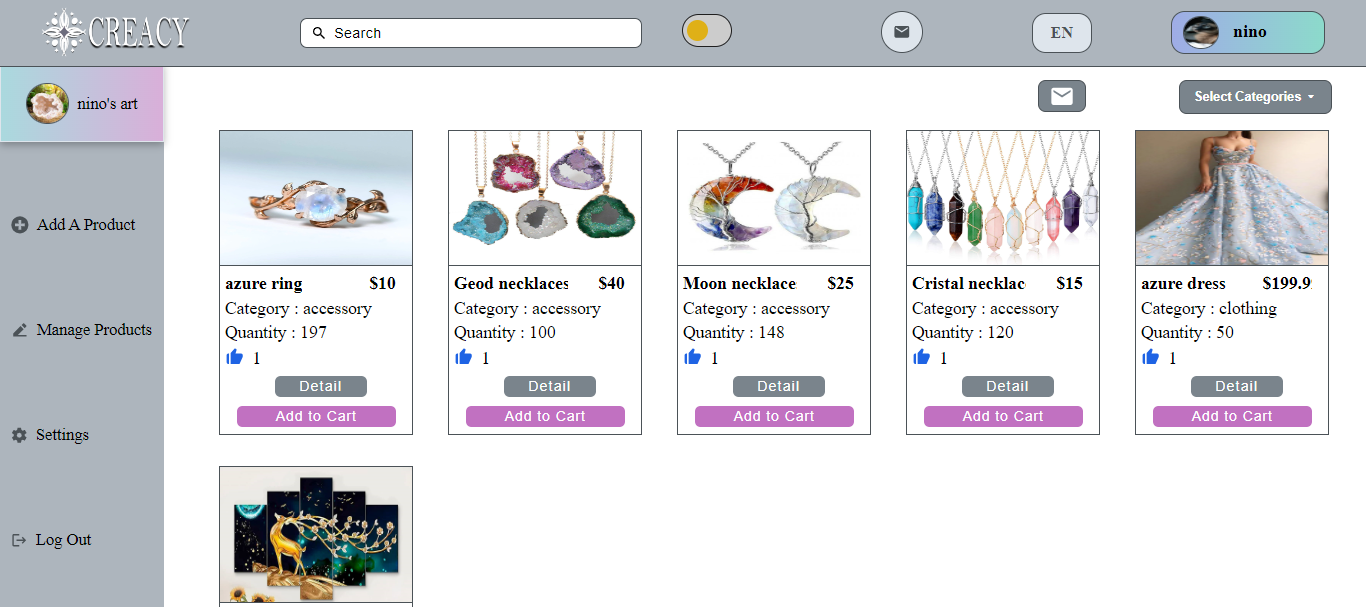 CREACY
Search
EN
nino
nino's art
Select Categories
Add A Product
Manage Products
Settings
Log Out
azure ring $10
Category : accessory
Quantity : 197
1
Detail
Add to Cart
Geod necklaces $40
Category : accessory
Quantity : 100
1
Detail
Add to Cart
Moon necklace $25
Category : accessory
Quantity : 148
1
Detail
Add to Cart
Cristal necklac $15
Category : accessory
Quantity : 120
1
Detail
Add to Cart
azure dress $199.9
Category : clothing
Quantity : 50
1
Detail
Add to Cart